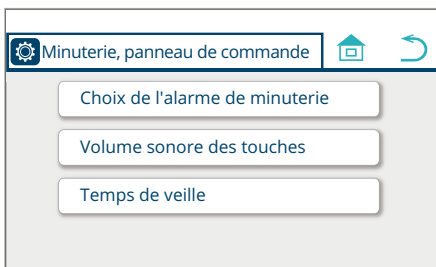 Minuterie, panneau de commande
Choix de l'alarme de minuterie
Volume sonore des touches
Temps de veille